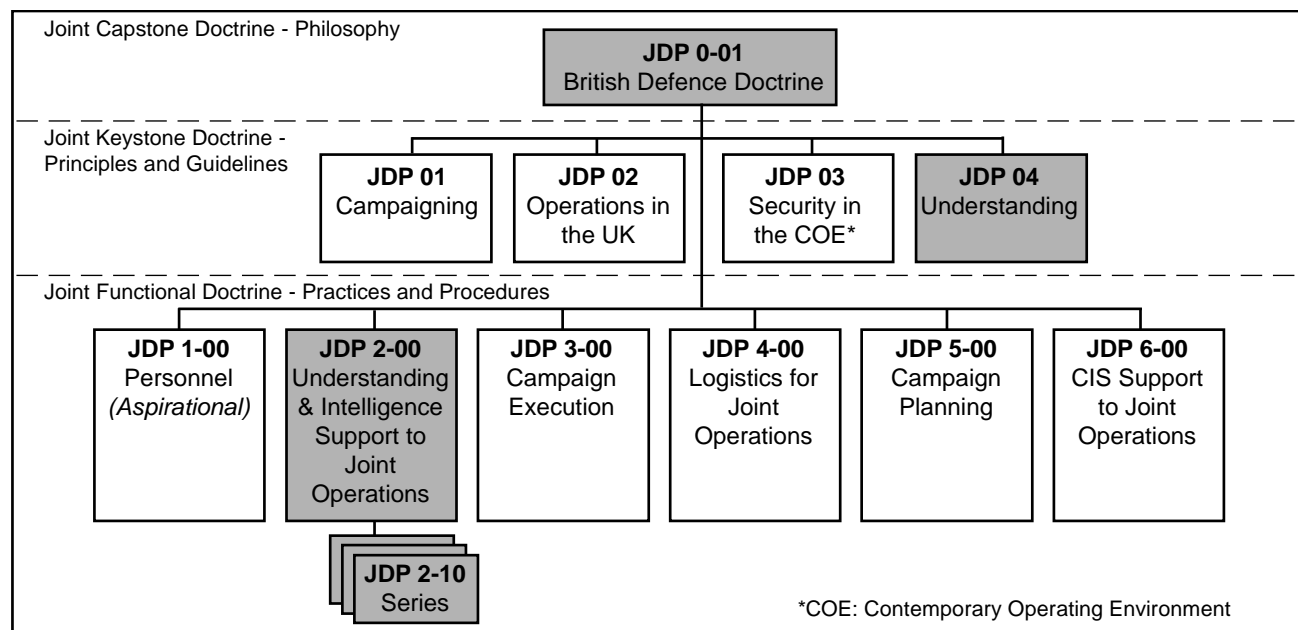 Joint Capstone Doctrine - Philosophy
JDP 0-01
British Defence Doctrine
Joint Keystone Doctrine -
Principles and Guidelines
JDP 01
Campaigning
JDP 02
Operations in
the UK
JDP 03
Security in
the COE*
JDP 04
Understanding
Joint Functional Doctrine - Practices and Procedures
JDP 1-00
Personnel
(Aspirational)
JDP 2-00
Understanding
& Intelligence
Support to
Joint
Operations
JDP 3-00
Campaign
Execution
JDP 4-00
Logistics for
Joint
Operations
JDP 5-00
Campaign
Planning
JDP 6-00
CIS Support
to Joint
Operations
JDP 2-10
Series
*COE: Contemporary Operating Environment